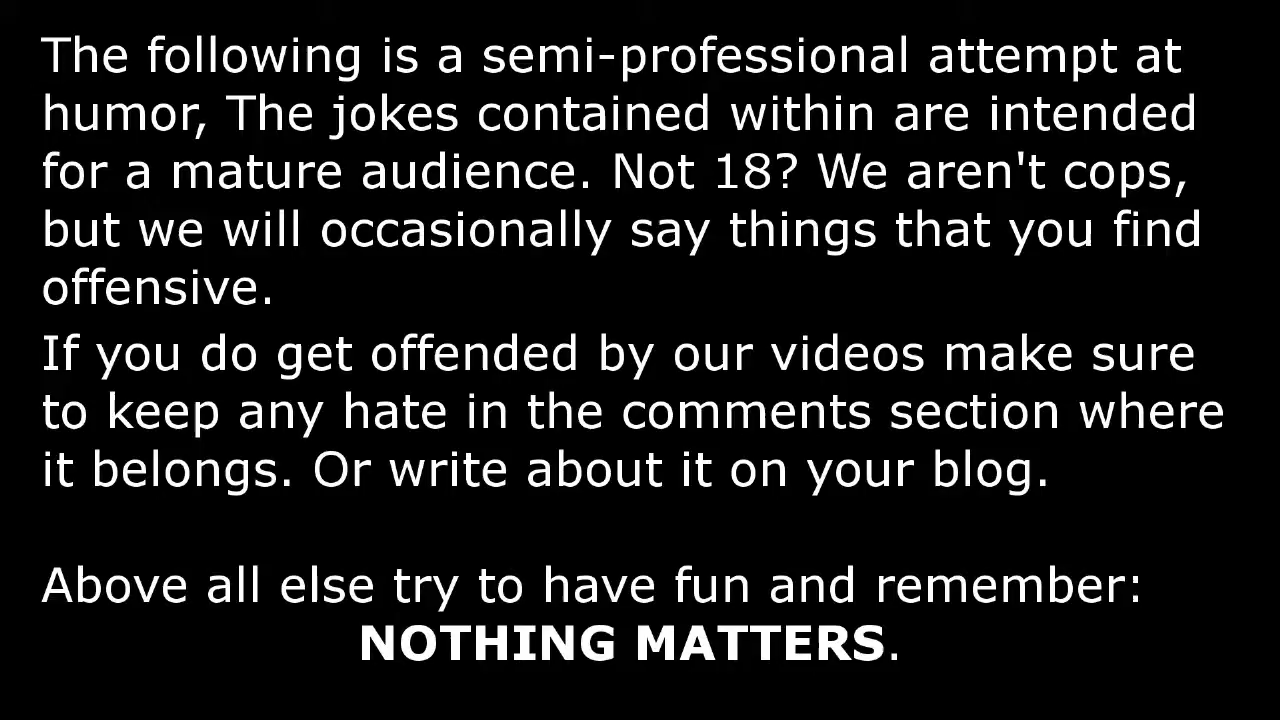 The following is a semi-professional attempt at
humor, The jokes contained within are intended
for a mature audience. Not 18? We aren't cops,
but we will occasionally say things that you find
offensive.
If you do get offended by our videos make sure
to keep any hate in the comments section where
it belongs. Or write about it on your blog.
Above all else try to have fun and remember:
NOTHING MATTERS.